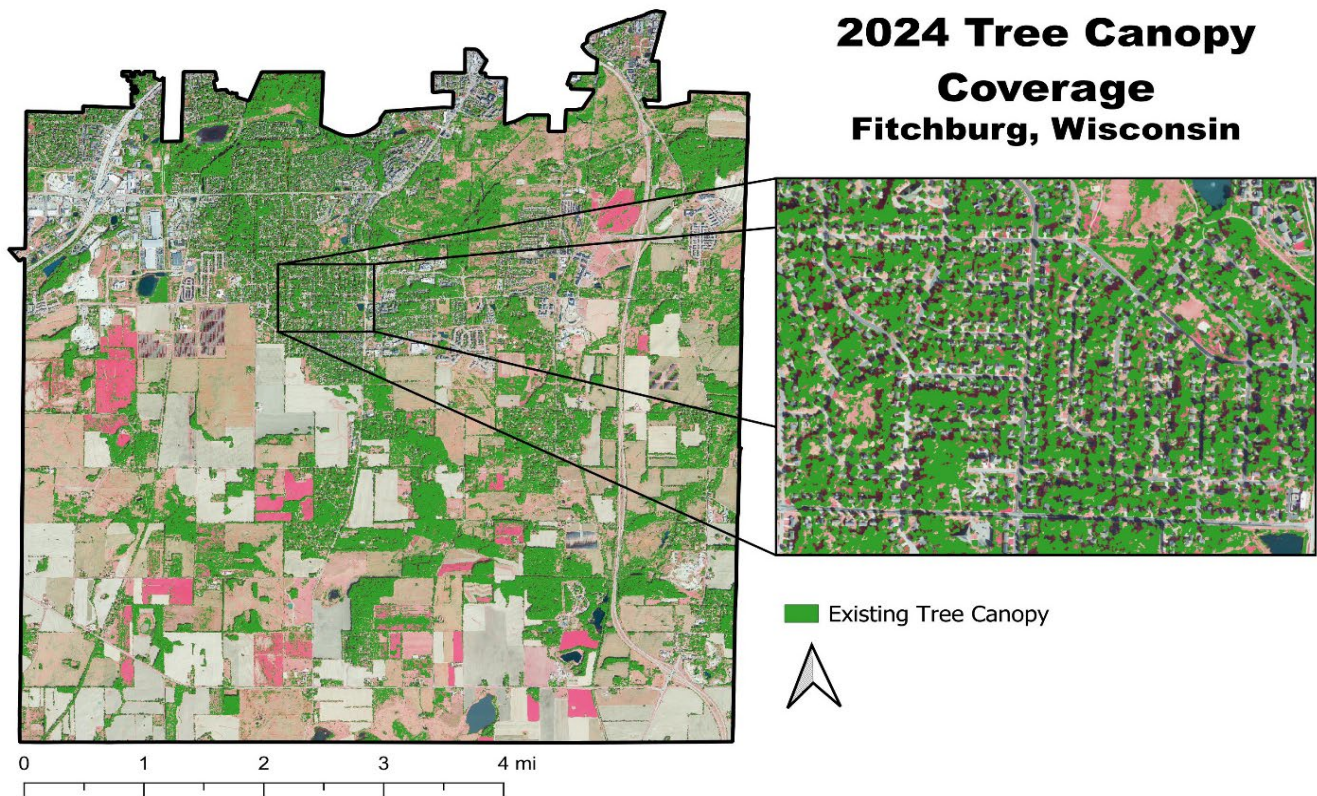 2024 Tree Canopy
Coverage
Fitchburg, Wisconsin
Existing Tree Canopy
0 1 2 3 4 mi